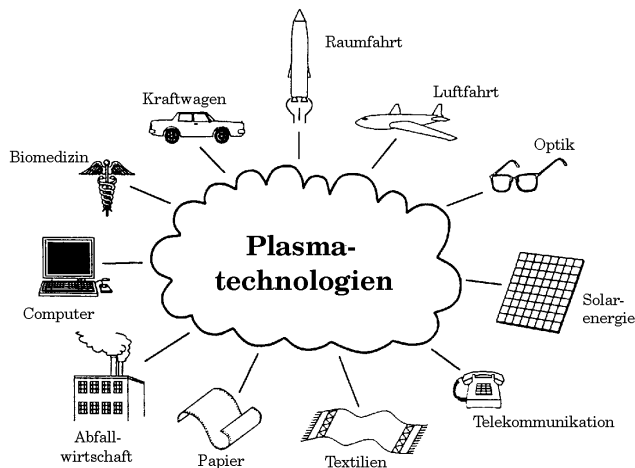 Raumfahrt
Kraftwagen
Luftfahrt
Biomedizin
Optik
Plasma-
technologien
Computer
Solar-
energie
Abfall-
wirtschaft
Papier
Textilien
Telekommunikation